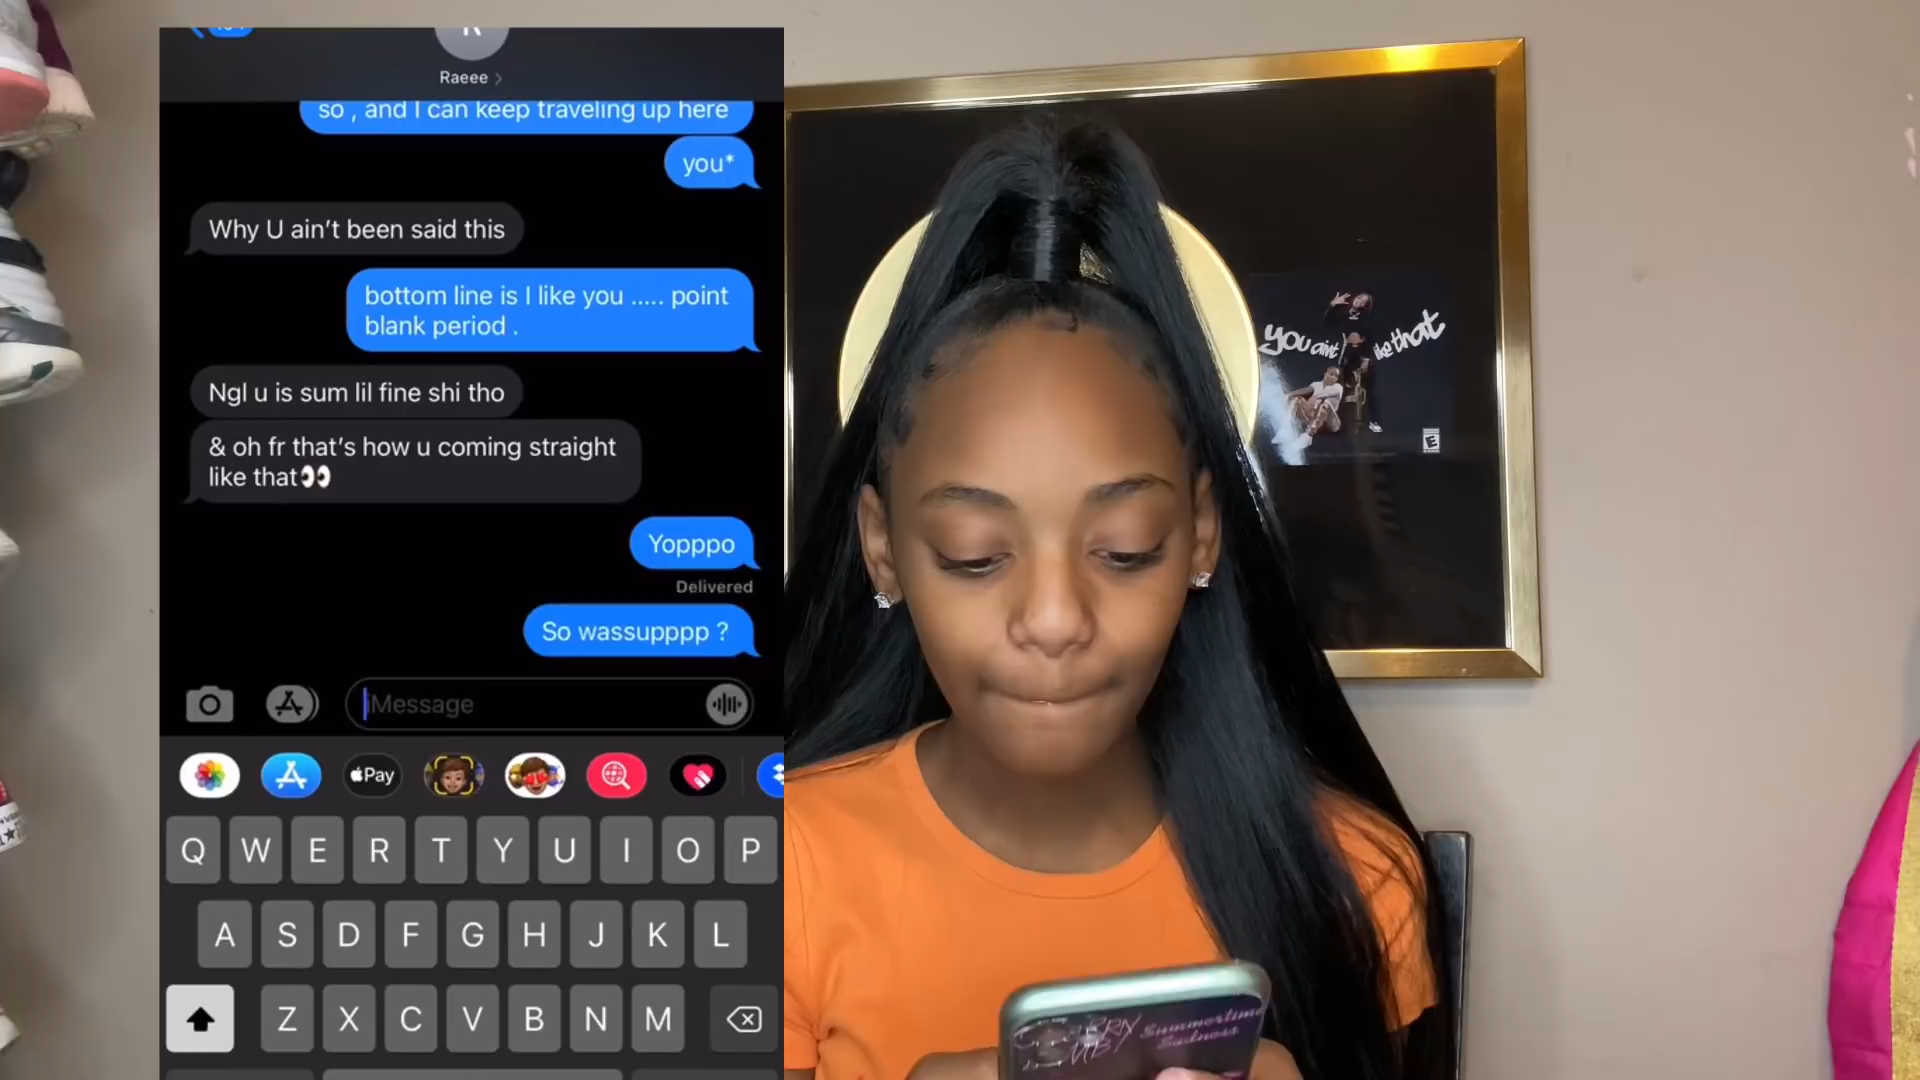 Raeee
so , and I can keep traveling up here
you*
Why U ain't been said this
bottom line is I like you ..... point
blank period .
Ngl u is sum lil fine shi tho
& oh fr that's how u coming straight
like that👀
Yopppo
Delivered
So wassupppp ?
iMessage
Pay
Q W E R T Y U I O P
A S D F G H J K L
Z X C V B N M
you aint like that
E
Summertime
Sadness